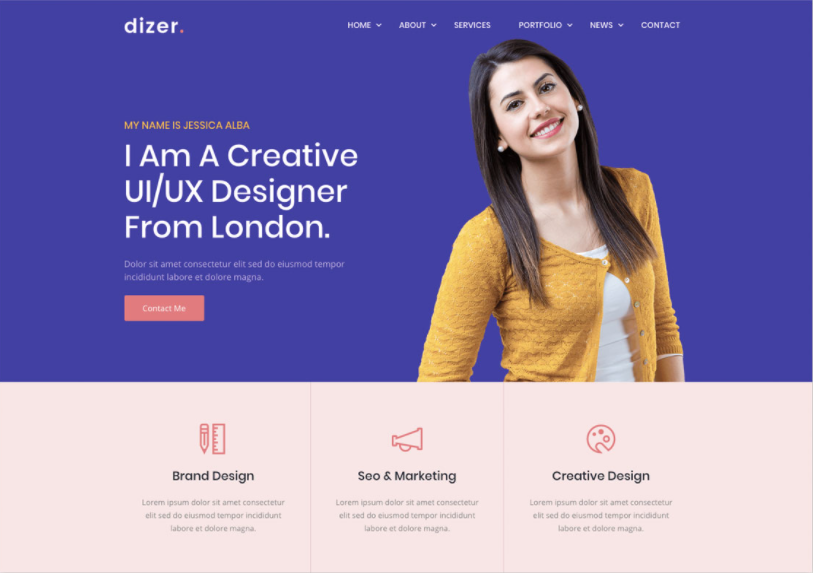 dizer.
HOME ABOUT SERVICES PORTFOLIO NEWS CONTACT
MY NAME IS JESSICA ALBA
I Am A Creative
UI/UX Designer
From London.
Dolor sit amet consectetur elit sed do eiusmod tempor
incididunt labore et dolore magna.
Contact Me
Brand Design
Lorem ipsum dolor sit amet consectetur
elit sed do eiusmod tempor incididunt
labore et dolore magna.
Seo & Marketing
Lorem ipsum dolor sit amet consectetur
elit sed do eiusmod tempor incididunt
labore et dolore magna.
Creative Design
Lorem ipsum dolor sit amet consectetur
elit sed do eiusmod tempor incididunt
labore et dolore magna.